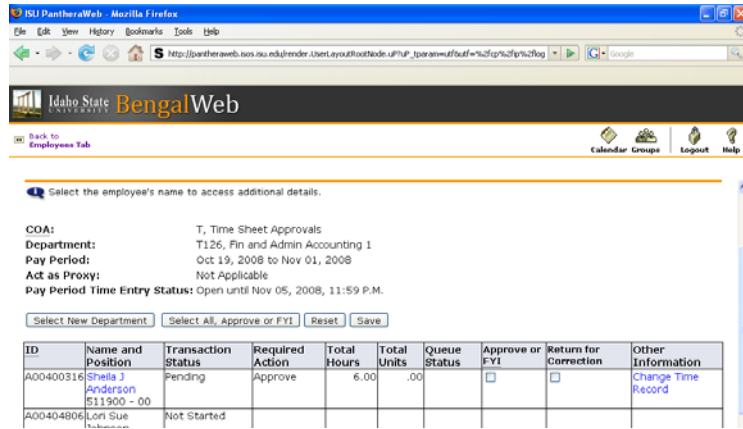 ISU PantheraWeb - Mozilla Firefox
File Edit View History Bookmarks Tools Help
S http://pantheraweb.isos.isu.edu/render.UserLayoutRootNode.uP?uP_tparam=utf&utf=%2fcp%2fip%2flog G Google
Idaho State UNIVERSITY BengalWeb
Back to
Employees Tab
Calendar Groups Logout Help
Select the employee's name to access additional details.
COA: T, Time Sheet Approvals
Department: T126, Fin and Admin Accounting 1
Pay Period: Oct 19, 2008 to Nov 01, 2008
Act as Proxy: Not Applicable
Pay Period Time Entry Status: Open until Nov 05, 2008, 11:59 P.M.
Select New Department Select All, Approve or FYI Reset Save
ID Name and Position Transaction Status Required Action Total Hours Total Units Queue Status Approve or FYI Return for Correction Other Information
A00400316 Sheila J Anderson 511900 - 00 Pending Approve 6.00 .00 Change Time Record
A00404806 Lori Sue Johnson Not Started